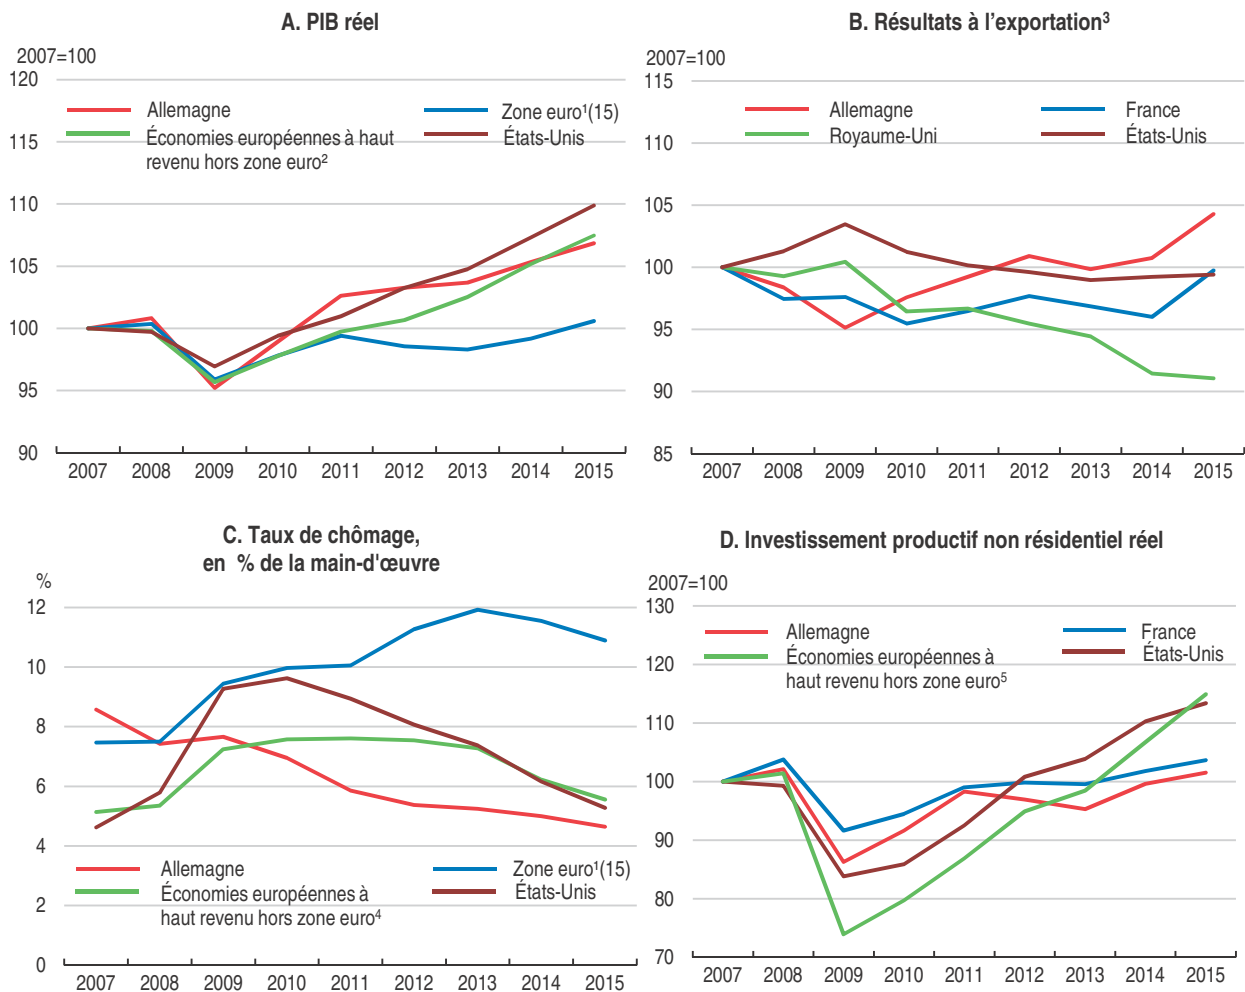 A. PIB réel
2007=100
120
115
110
105
100
95
90
Allemagne
Zone euro¹(15)
Économies européennes à haut
revenu hors zone euro²
États-Unis
2007 2008 2009 2010 2011 2012 2013 2014 2015
B. Résultats à l’exportation³
2007=100
115
110
105
100
95
90
85
Allemagne
France
Royaume-Uni
États-Unis
2007 2008 2009 2010 2011 2012 2013 2014 2015
C. Taux de chômage,
en % de la main-d'œuvre
%
12
10
8
6
4
2
0
Allemagne
Zone euro¹(15)
Économies européennes à
haut revenu hors zone euro⁴
États-Unis
2007 2008 2009 2010 2011 2012 2013 2014 2015
D. Investissement productif non résidentiel réel
2007=100
130
120
110
100
90
80
70
Allemagne
France
Économies européennes à
haut revenu hors zone euro⁵
États-Unis
2007 2008 2009 2010 2011 2012 2013 2014 2015